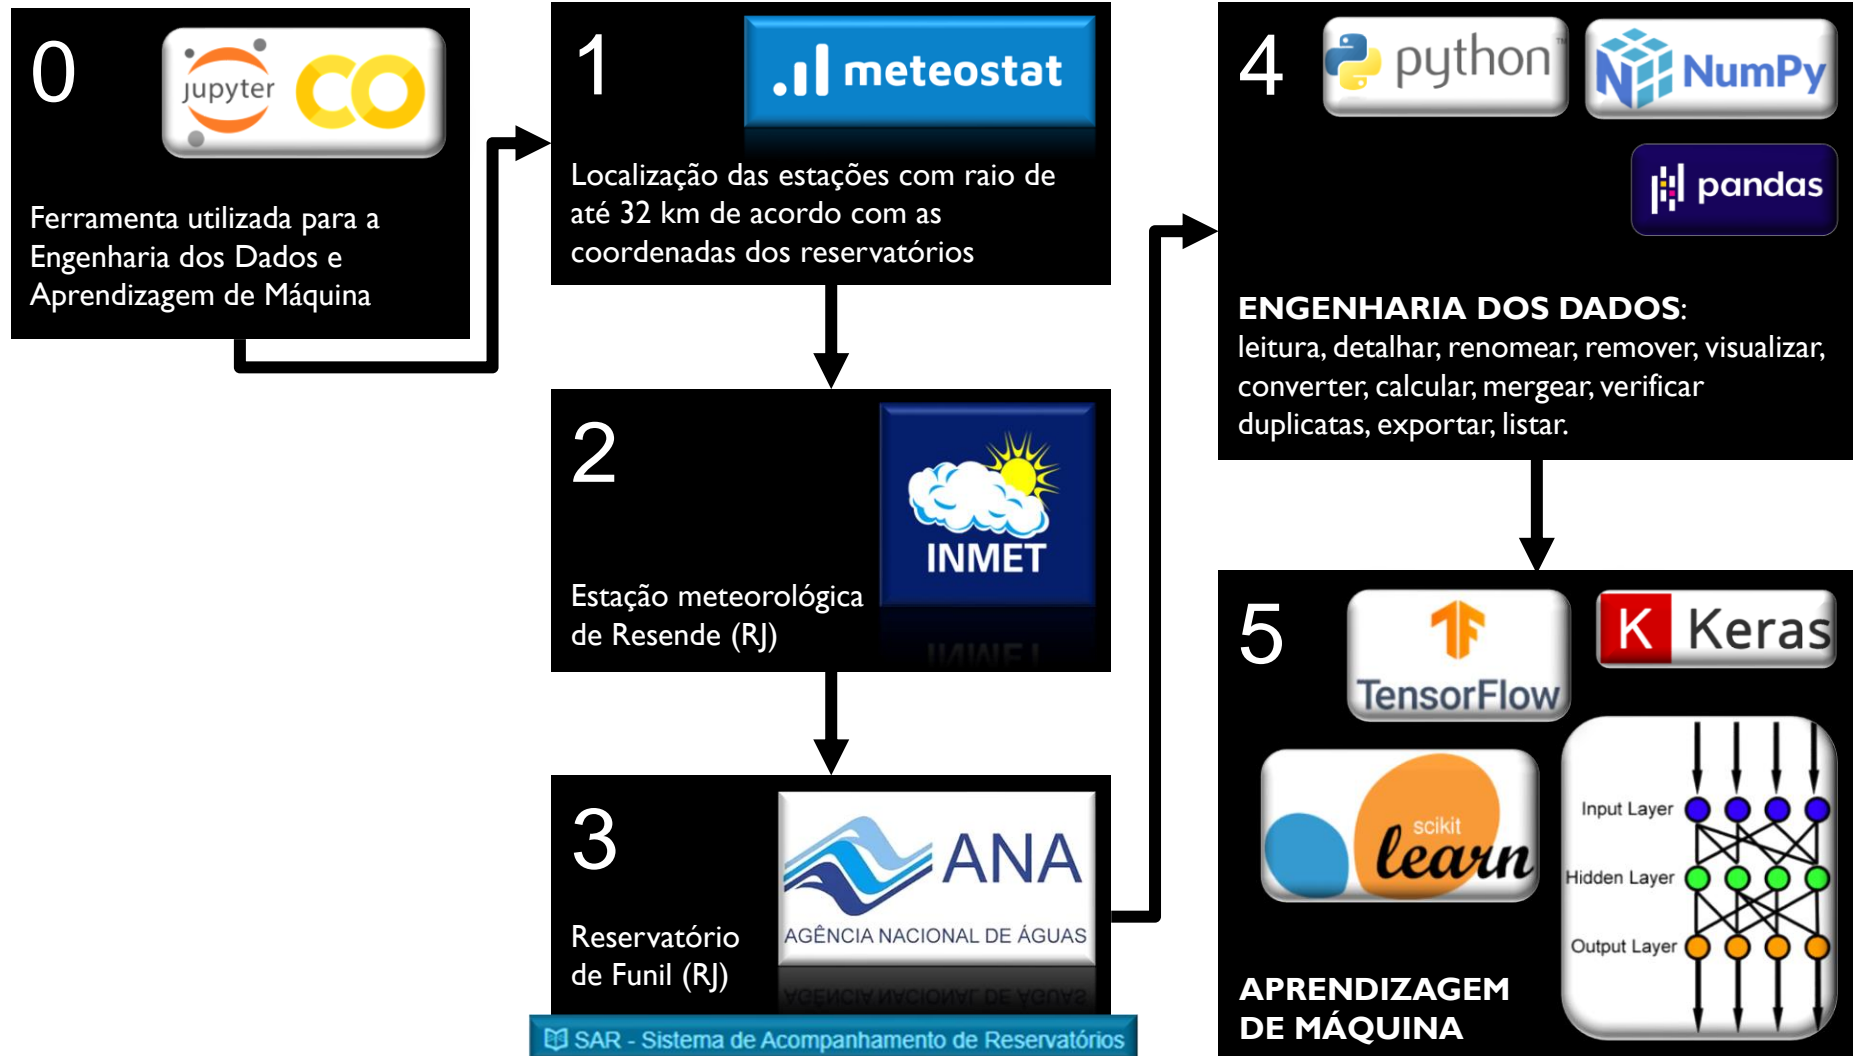 0
jupyter
CO
Ferramenta utilizada para a
Engenharia dos Dados e
Aprendizagem de Máquina
1
meteostat
Localização das estações com raio de
até 32 km de acordo com as
coordenadas dos reservatórios
2
INMET
Estação meteorológica
de Resende (RJ)
3
ANA
AGÊNCIA NACIONAL DE ÁGUAS
Reservatório
de Funil (RJ)
SAR - Sistema de Acompanhamento de Reservatórios
4
python™
NumPy
pandas
ENGENHARIA DOS DADOS:
leitura, detalhar, renomear, remover, visualizar,
converter, calcular, mergear, verificar
duplicatas, exportar, listar.
5
TensorFlow
K Keras
scikit
learn
Input Layer
Hidden Layer
Output Layer
APRENDIZAGEM
DE MÁQUINA